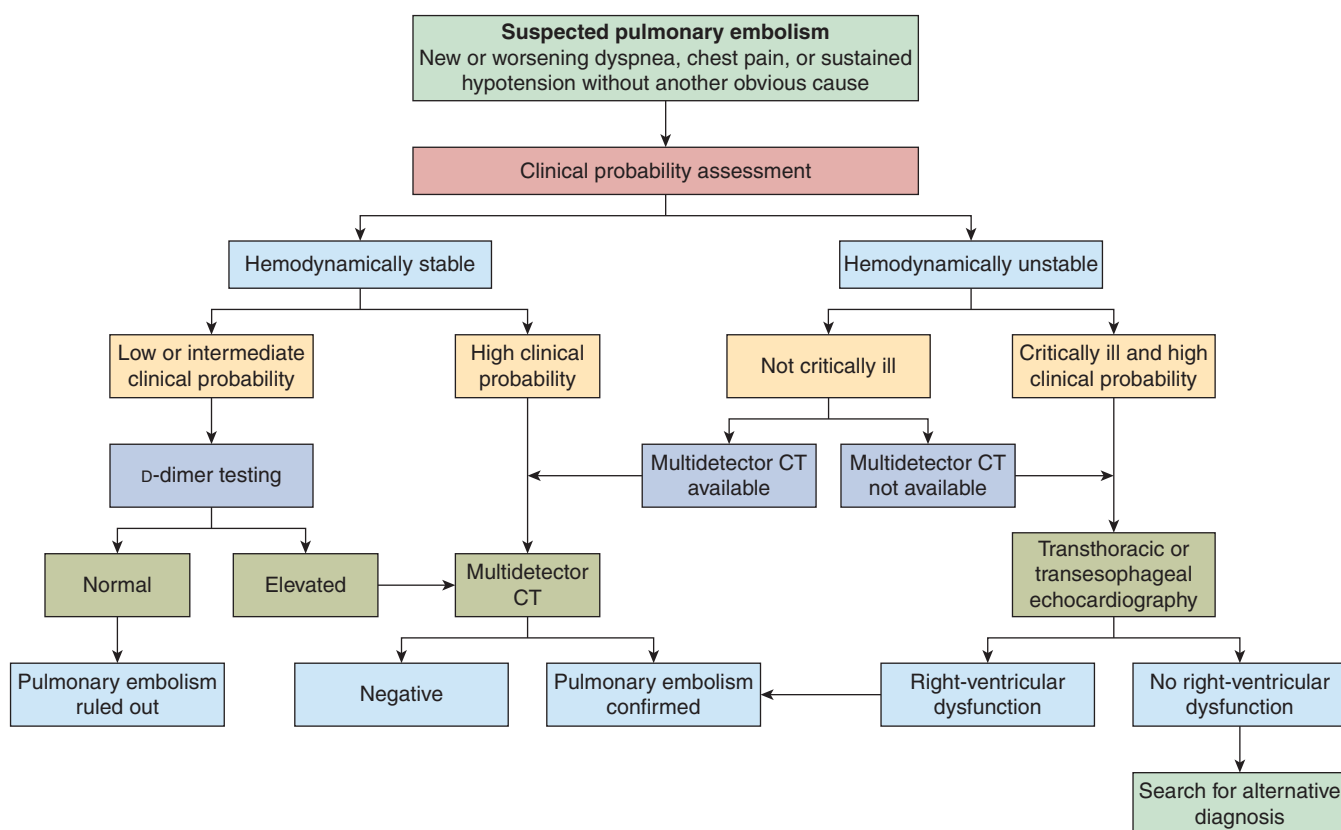 Suspected pulmonary embolism
New or worsening dyspnea, chest pain, or sustained
hypotension without another obvious cause
Clinical probability assessment
Hemodynamically stable
Hemodynamically unstable
Low or intermediate
clinical probability
High clinical
probability
Not critically ill
Critically ill and high
clinical probability
D-dimer testing
Multidetector CT
available
Multidetector CT
not available
Normal
Elevated
Multidetector
CT
Transthoracic or
transesophageal
echocardiography
Pulmonary embolism
ruled out
Negative
Pulmonary embolism
confirmed
Right-ventricular
dysfunction
No right-ventricular
dysfunction
Search for alternative
diagnosis